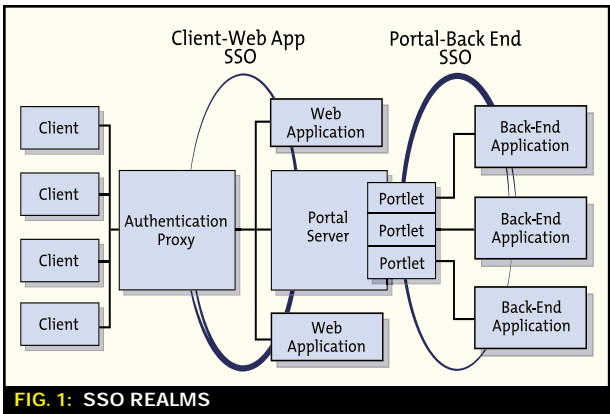 Client-Web App
SSO
Portal-Back End
SSO
Client
Client
Client
Client
Authentication
Proxy
Web
Application
Portal
Server
Web
Application
Portlet
Portlet
Portlet
Back-End
Application
Back-End
Application
Back-End
Application
FIG. 1: SSO REALMS